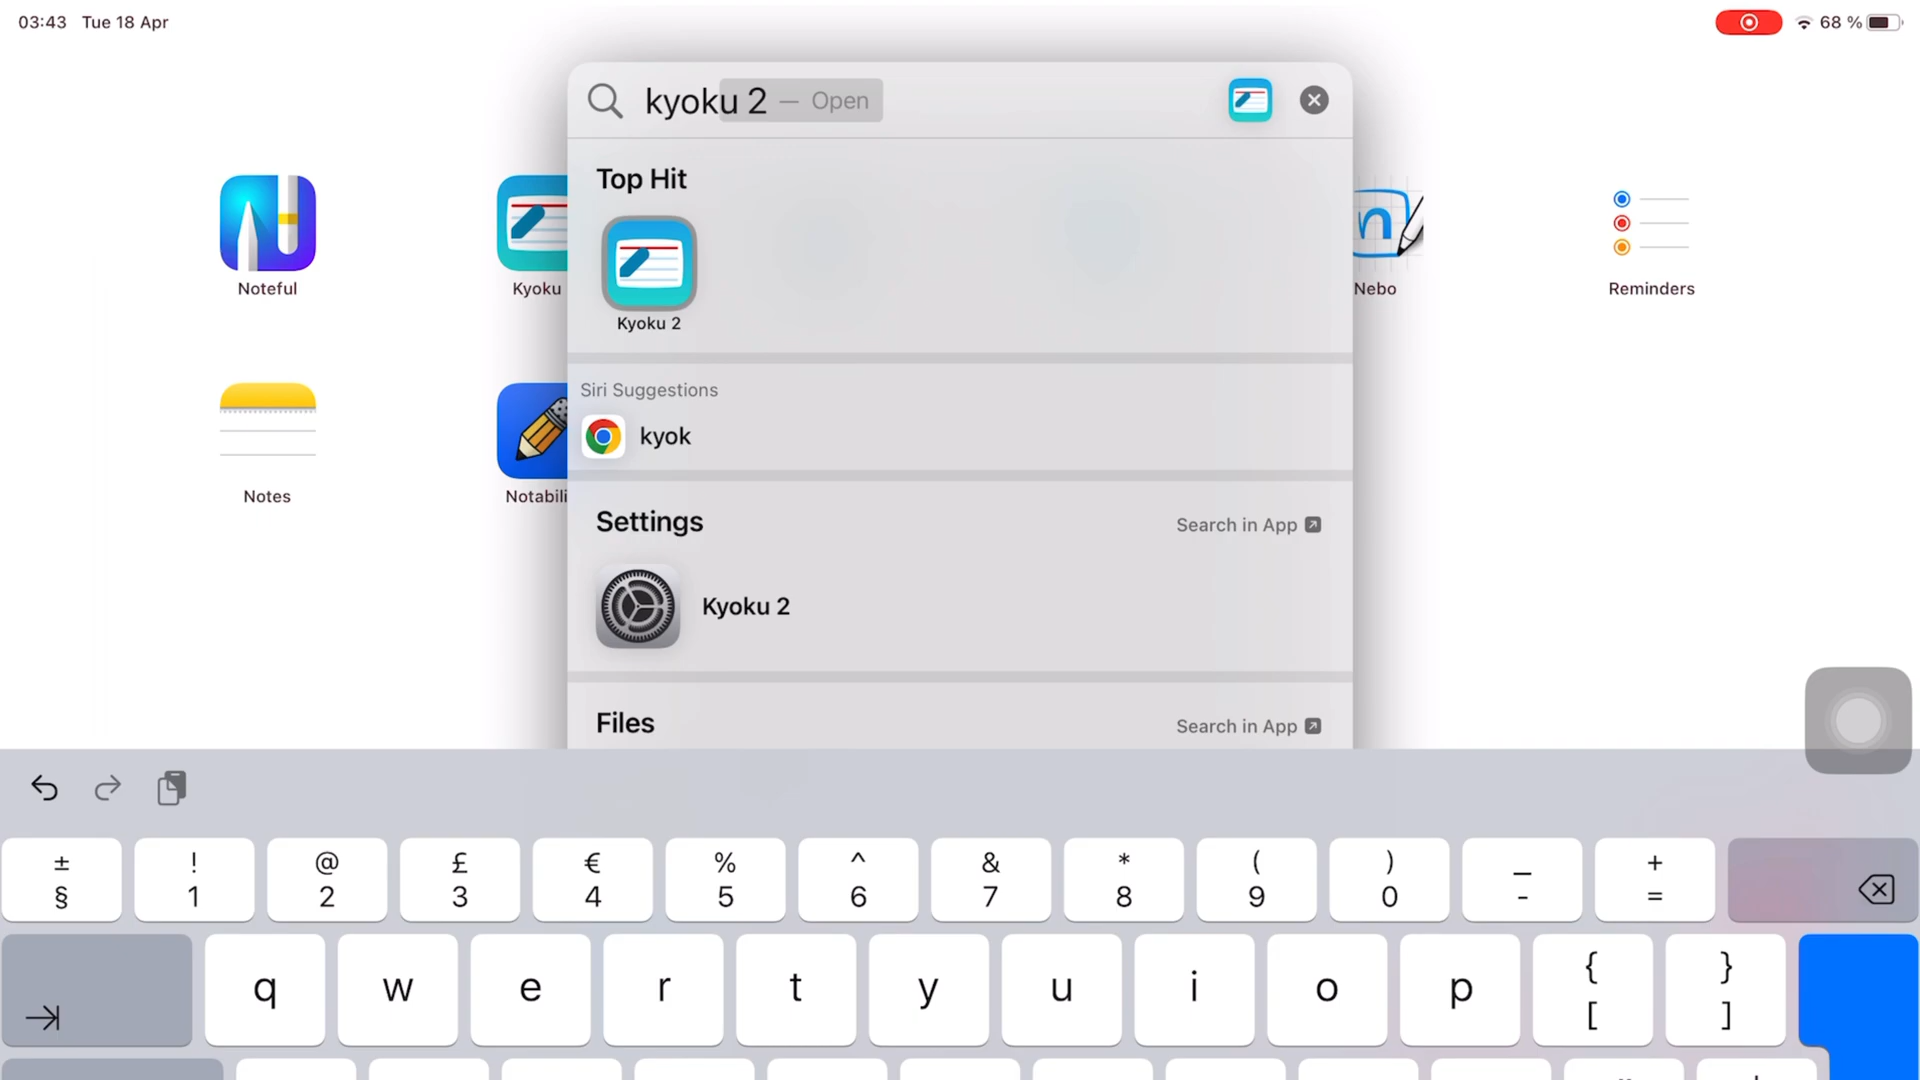 03:43 Tue 18 Apr
68 %
kyoku 2 — Open
Top Hit
Kyoku 2
Siri Suggestions
kyok
Settings
Search in App
Kyoku 2
Files
Search in App
Noteful
Kyoku
Nebo
Reminders
Notes
Notabili
± ! @ £ € % ^ & * ( ) _ +
§ 1 2 3 4 5 6 7 8 9 0 - =
q w e r t y u i o p { }
[ ]